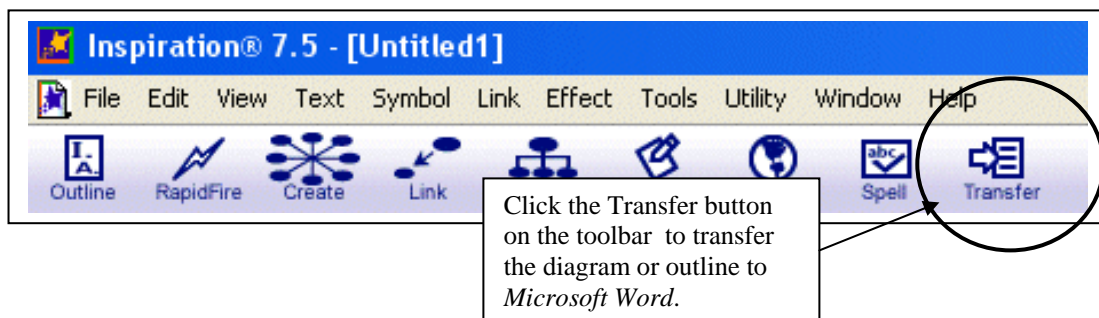 Inspiration® 7.5 - [Untitled1]
File Edit View Text Symbol Link Effect Tools Utility Window Help
Outline RapidFire Create Link Spell Transfer
Click the Transfer button
on the toolbar to transfer
the diagram or outline to
Microsoft Word.